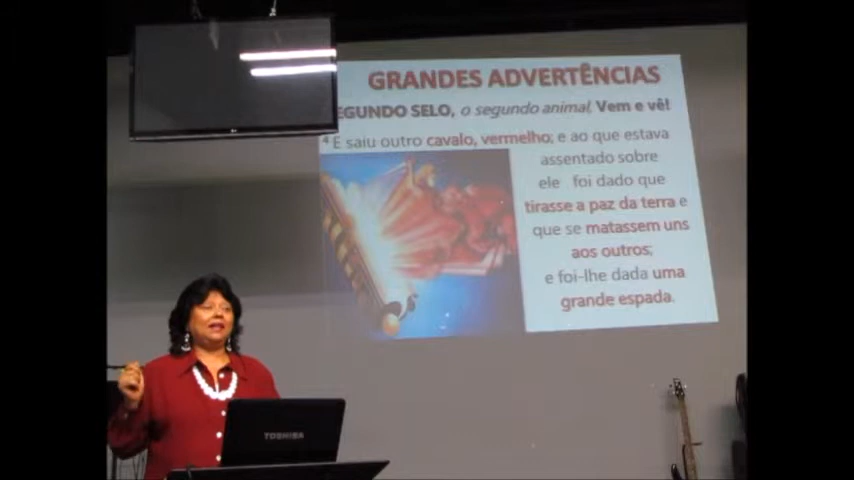 GRANDES ADVERTÊNCIAS
EGUNDO SELO, o segundo animal, Vem e vê!
4 E saiu outro cavalo, vermelho; e ao que estava
assentado sobre
ele foi dado que
tirasse a paz da terra e
que se matassem uns
aos outros;
e foi-lhe dada uma
grande espada.
TOSHIBA